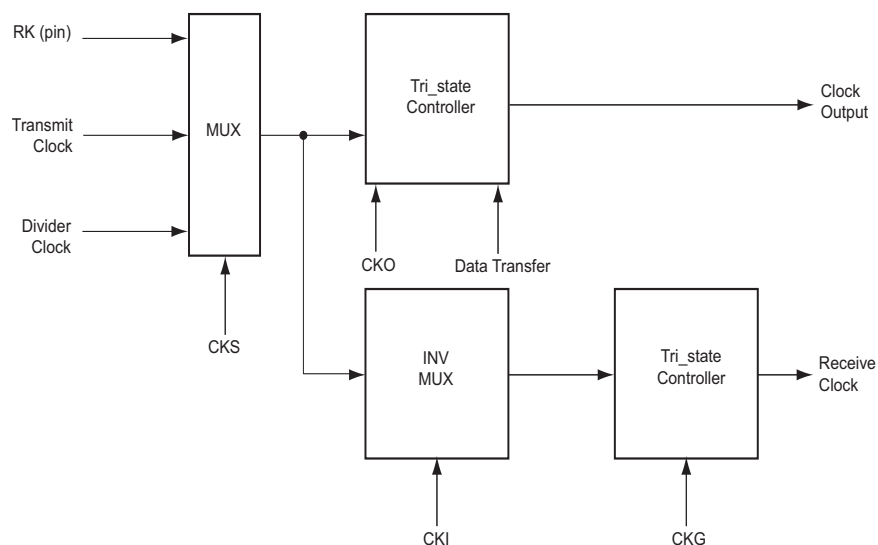 RK (pin)
Transmit
Clock
Divider
Clock
MUX
CKS
Tri_state
Controller
CKO
Data Transfer
Clock
Output
INV
MUX
CKI
Tri_state
Controller
CKG
Receive
Clock